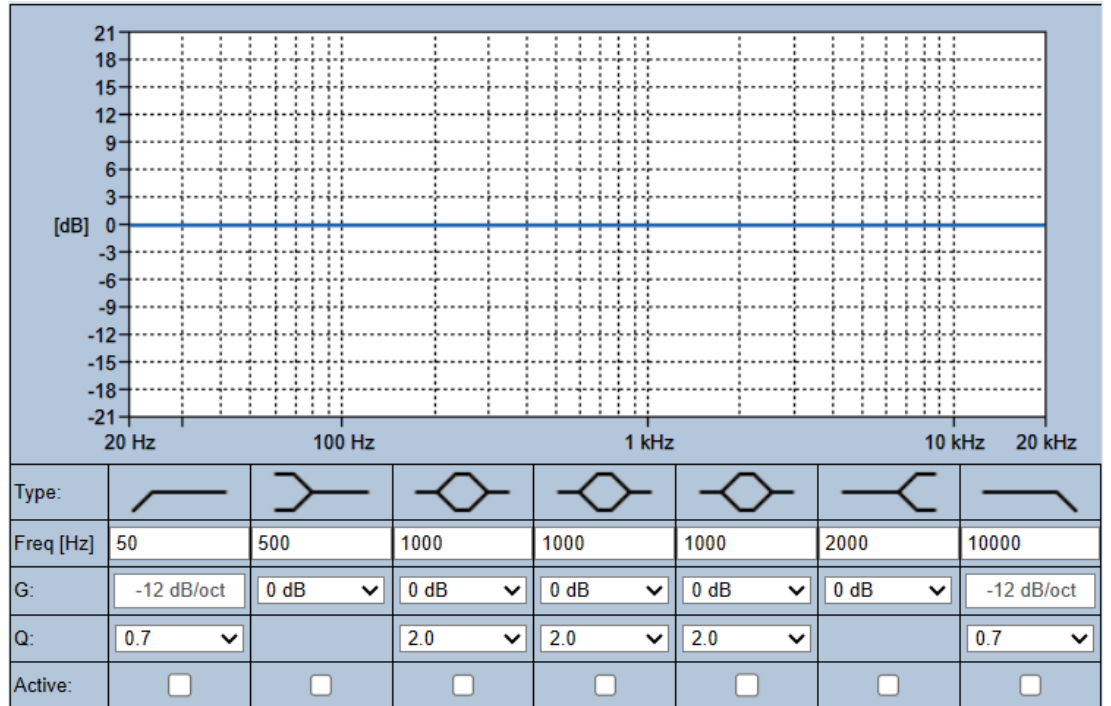 21
18
15
12
9
6
3
[dB] 0
-3
-6
-9
-12
-15
-18
-21
20 Hz 100 Hz 1 kHz 10 kHz 20 kHz
Type:
Freq [Hz] 50 500 1000 1000 1000 2000 10000
G: -12 dB/oct 0 dB 0 dB 0 dB 0 dB 0 dB -12 dB/oct
Q: 0.7 2.0 2.0 2.0 0.7
Active: